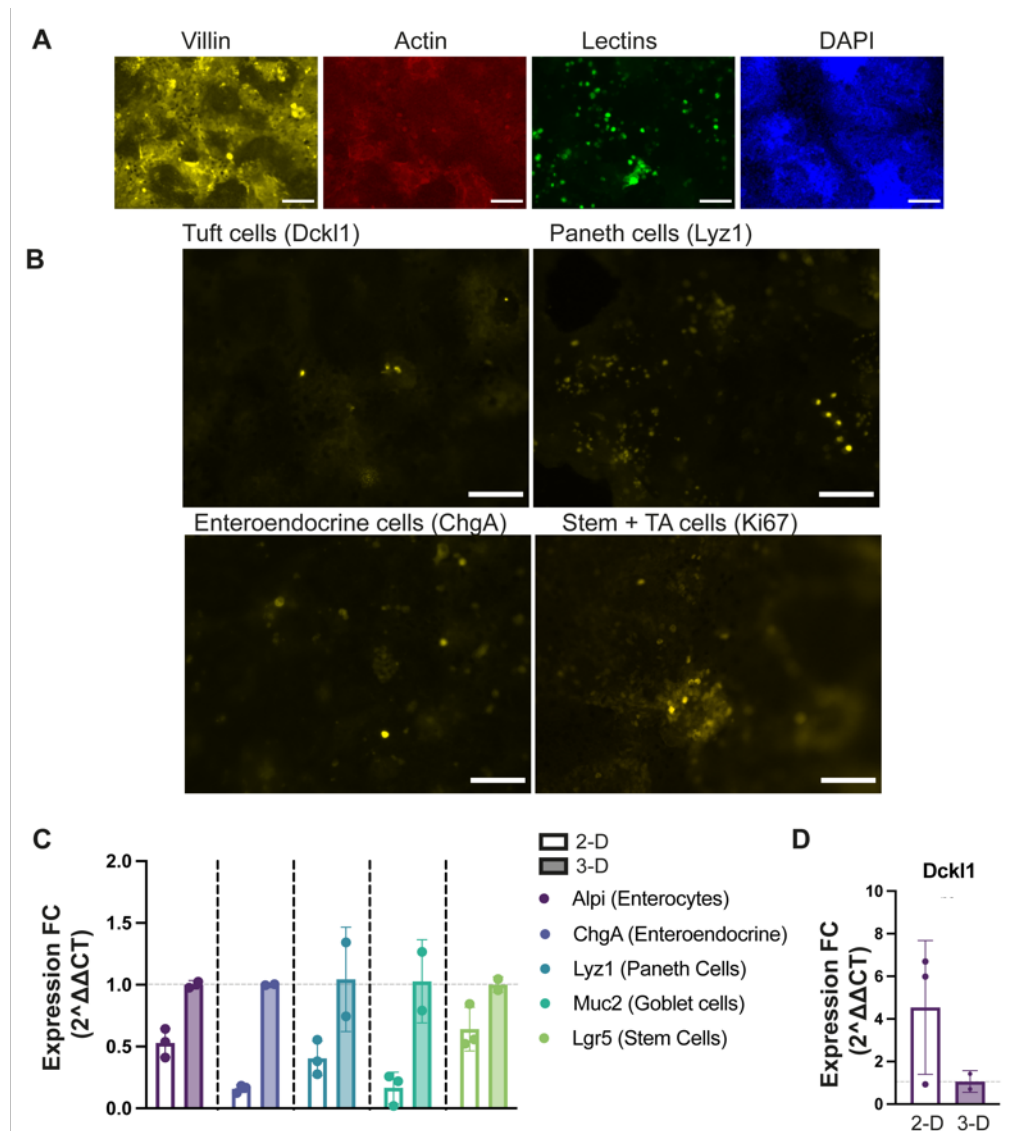 A
Villin Actin Lectins DAPI
B
Tuft cells (Dckl1) Paneth cells (Lyz1)
Enteroendocrine cells (ChgA) Stem + TA cells (Ki67)
C
Expression FC
(2^ΔΔCT)
2.0
1.5
1.0
0.5
0.0
2-D
3-D
Alpi (Enterocytes)
ChgA (Enteroendocrine)
Lyz1 (Paneth Cells)
Muc2 (Goblet cells)
Lgr5 (Stem Cells)
D
Dckl1
Expression FC
(2^ΔΔCT)
10
8
6
4
2
0
2-D 3-D